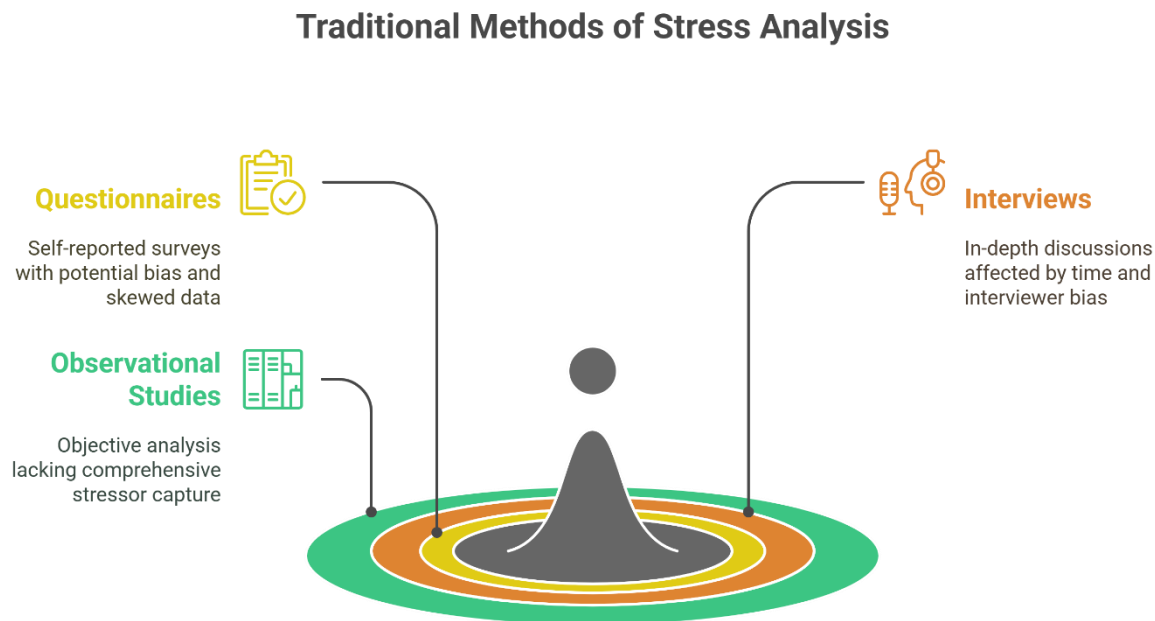 Traditional Methods of Stress Analysis
Questionnaires
Self-reported surveys
with potential bias and
skewed data
Observational
Studies
Objective analysis
lacking comprehensive
stressor capture
Interviews
In-depth discussions
affected by time and
interviewer bias